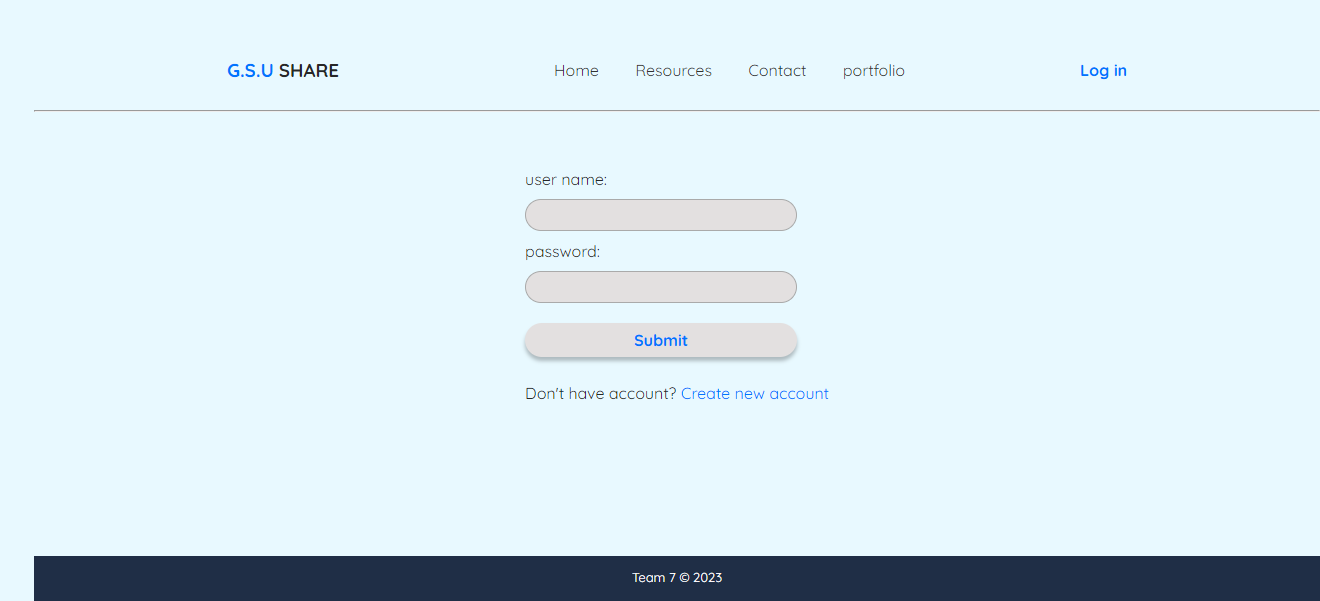 G.S.U SHARE
Home Resources Contact portfolio
Log in
user name:
password:
Submit
Don't have account? Create new account
Team 7 © 2023